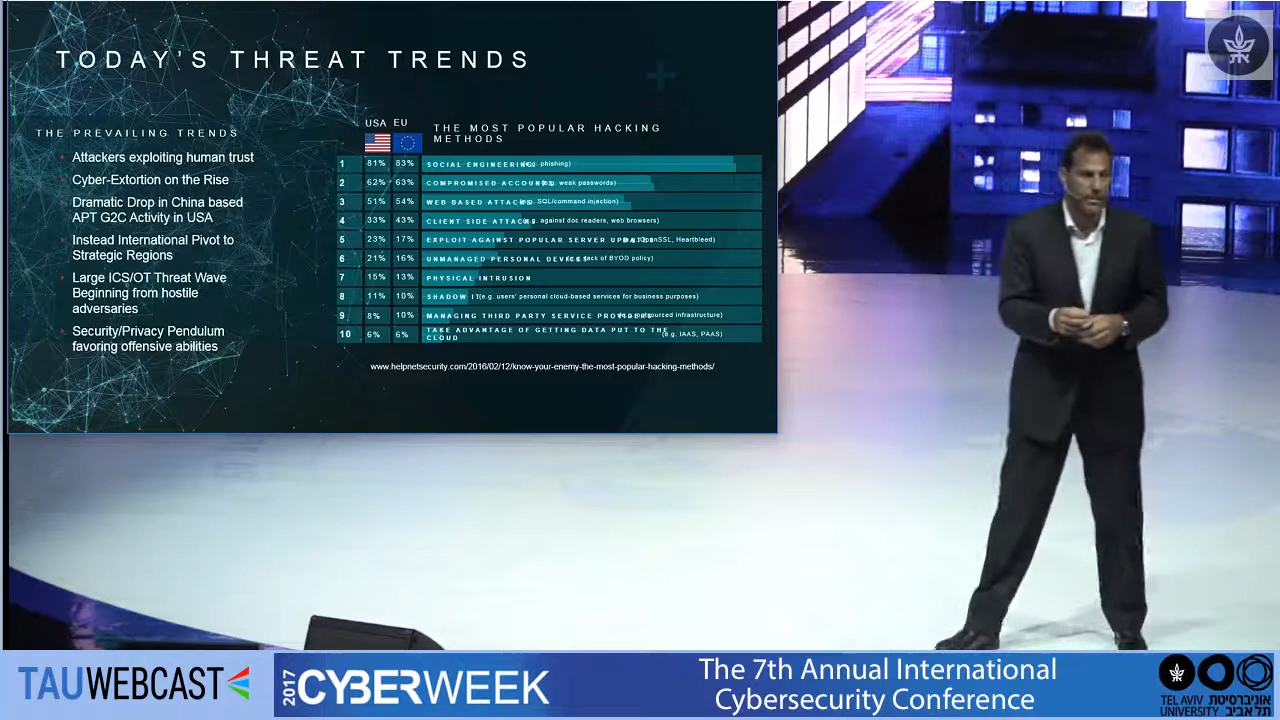 TODAY'S THREAT TRENDS
THE PREVAILING TRENDS
Attackers exploiting human trust
Cyber-Extortion on the Rise
Dramatic Drop in China based
APT G2C Activity in USA
Instead International Pivot to
Strategic Regions
Large ICS/OT Threat Wave
Beginning from hostile
adversaries
Security/Privacy Pendulum
favoring offensive abilities
USA EU
THE MOST POPULAR HACKING
METHODS
1 81% 83% SOCIAL ENGINEERING phishing)
2 62% 63% COMPROMISED weak passwords)
3 51% 54% WEB BASED ATTACKS SQL/command injection)
4 33% 43% CLIENT SIDE against doc readers, web browsers)
5 23% 17% EXPLOIT AGAINST POPULAR SERVER Heartbleed)
6 21% 16% UNMANAGED PERSONAL DEVICES lack of BYOD policy)
7 15% 13% PHYSICAL INTRUSION
8 11% 10% SHADOW IT (e.g. users' personal cloud-based services for business purposes)
9 8% 10% MANAGING THIRD PARTY SERVICE infrastructure)
10 6% 6% TAKE ADVANTAGE OF GETTING DATA PUT TO THE
CLOUD (e.g. IAAS, PAAS)
www.helpnetsecurity.com/2016/02/12/know-your-enemy-the-most-popular-hacking-methods/
TAUWEBCAST
2017 CYBERWEEK
The 7th Annual International
Cybersecurity Conference
TEL AVIV אוניברסיטת
UNIVERSITY תל אביב